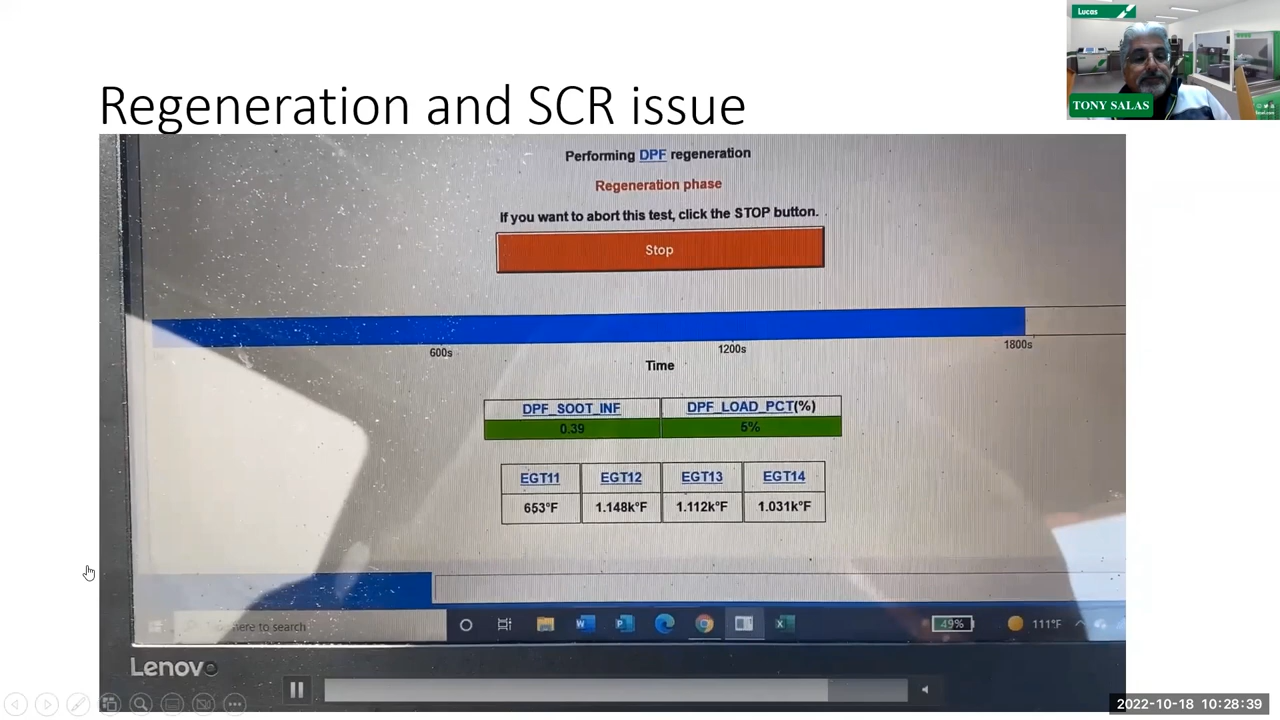 Lucas
TONY SALAS
Regeneration and SCR issue
Performing DPF regeneration
Regeneration phase
If you want to abort this test, click the STOP button.
Stop
600s
1200s
1800s
Time
DPF_SOOT_INF DPF_LOAD_PCT(%)
0.39 5%
EGT11 EGT12 EGT13 EGT14
653°F 1.148k°F 1.112k°F 1.031k°F
here to search
49%
111°F
Lenovo
2022-10-18 10:28:39